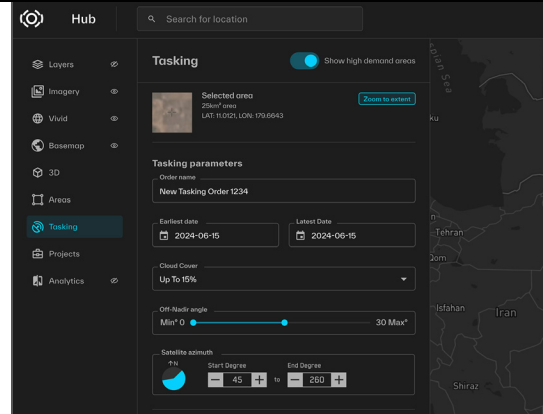 Hub
Search for location
Layers
Imagery
Vivid
Basemap
3D
Areas
Tasking
Projects
Analytics
Tasking
Show high demand areas
Selected area
25km² area
LAT: 11.0121, LON: 179.6643
Zoom to extent
Tasking parameters
Order name
New Tasking Order 1234
Earliest date
2024-06-15
Latest Date
2024-06-15
Cloud Cover
Up To 15%
Off-Nadir angle
Min° 0
30 Max°
Satellite azimuth
N
Start Degree
End Degree
45
to
260
pian Sea
ku
n
Tehran
Qom
Isfahan
Iran
Shiraz